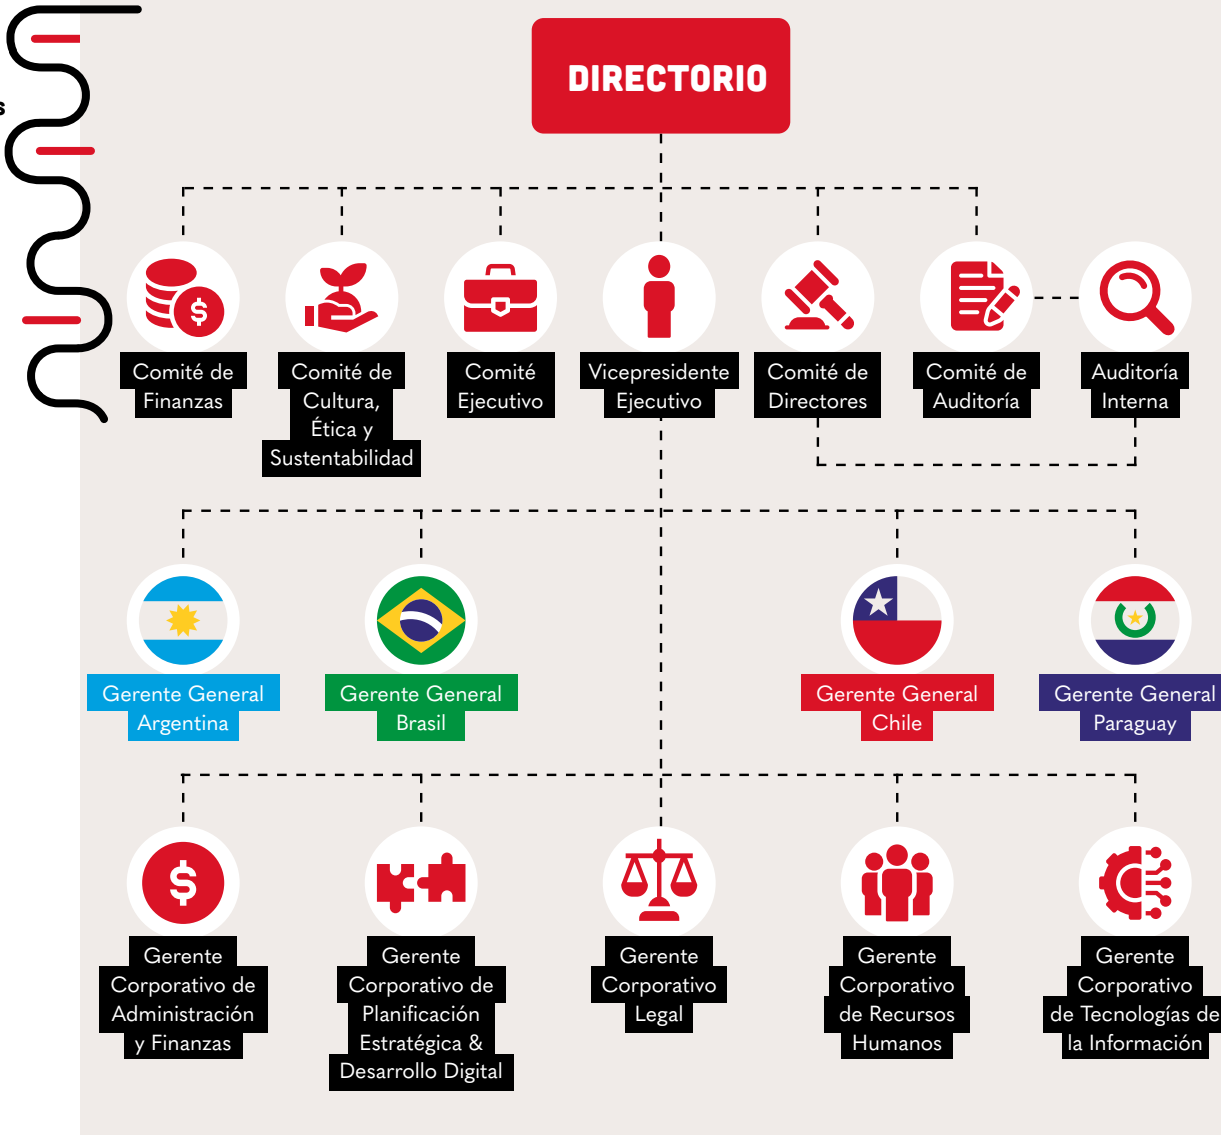 DIRECTORIO
s
Comité de
Finanzas
Comité de
Cultura,
Ética y
Sustentabilidad
Comité
Ejecutivo
Vicepresidente
Ejecutivo
Comité de
Directores
Comité de
Auditoría
Auditoría
Interna
Gerente General
Argentina
Gerente General
Brasil
Gerente General
Chile
Gerente General
Paraguay
Gerente
Corporativo de
Administración
y Finanzas
Gerente
Corporativo de
Planificación
Estratégica &
Desarrollo Digital
Gerente
Corporativo
Legal
Gerente
Corporativo
de Recursos
Humanos
Gerente
Corporativo
de Tecnologías de
la Información